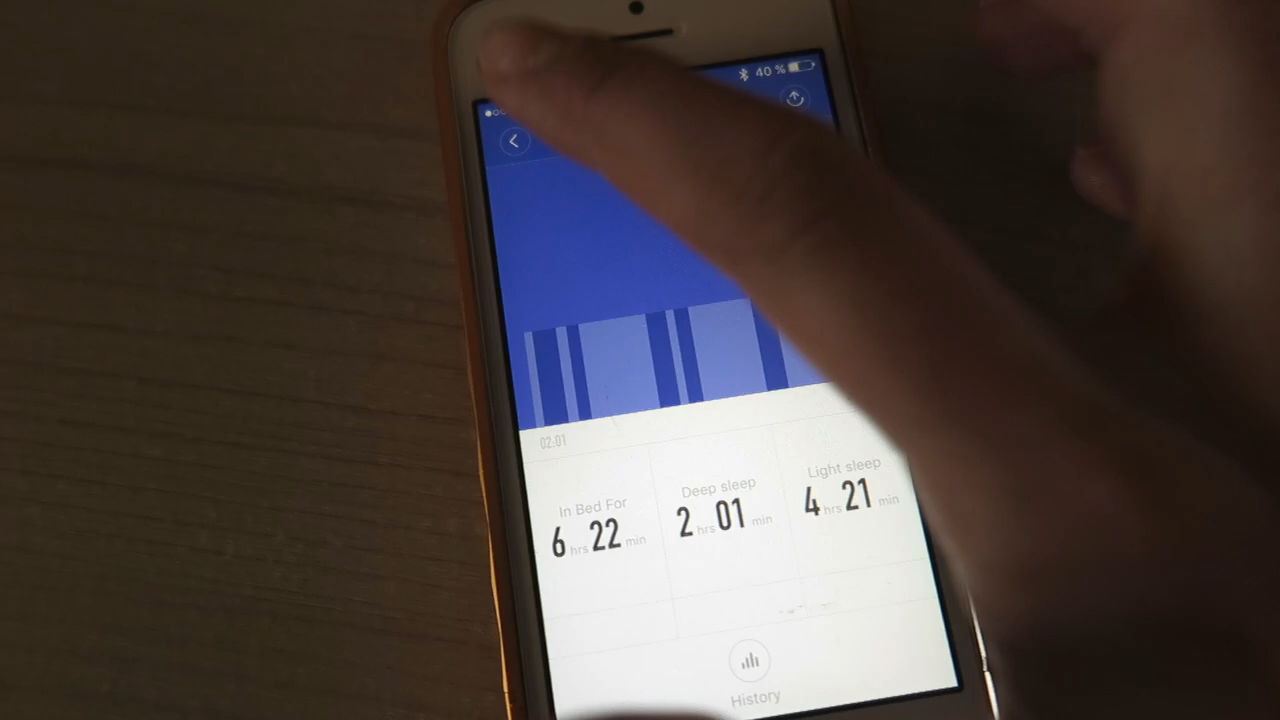 40 %
02:01
In Bed For
6 hrs 22 min
Deep sleep
2 hrs 01 min
Light sleep
4 hrs 21 min
History